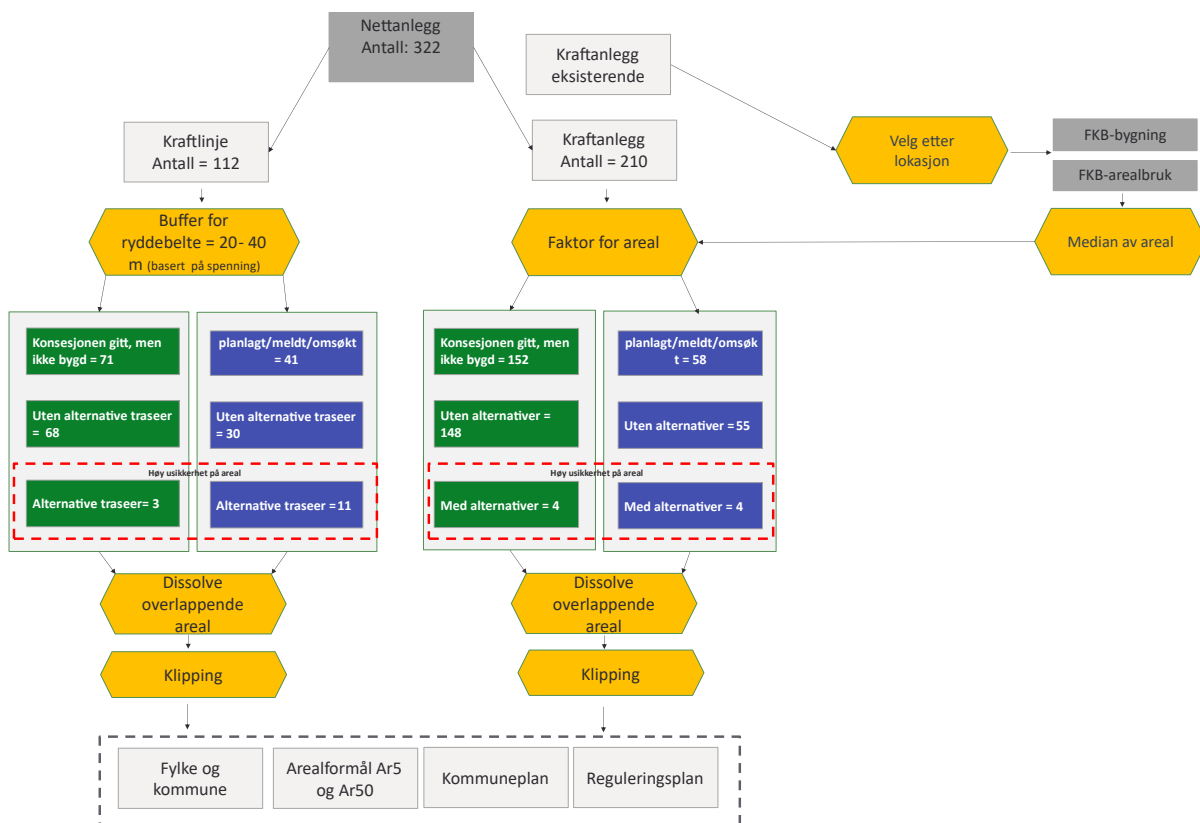 Nettanlegg
Antall: 322
Kraftanlegg
eksisterende
Kraftlinje
Antall = 112
Kraftanlegg
Antall = 210
Velg etter
lokasjon
FKB-bygning
FKB-arealbruk
Buffer for
ryddebelte = 20- 40
m (basert på spenning)
Faktor for areal
Median av areal
Konsesjonen gitt, men
ikke bygd = 71
planlagt/meldt/omsøkt
= 41
Uten alternative traseer
= 68
Uten alternative traseer
= 30
Høy usikkerhet på areal
Alternative traseer= 3
Alternative traseer =11
Konsesjonen gitt, men
ikke bygd = 152
planlagt/meldt/omsøk
t = 58
Uten alternativer =
148
Uten alternativer =55
Høy usikkerhet på areal
Med alternativer = 4
Med alternativer = 4
Dissolve
overlappende
areal
Dissolve
overlappende
areal
Klipping
Klipping
Fylke og
kommune
Arealformål Ar5
og Ar50
Kommuneplan
Reguleringsplan